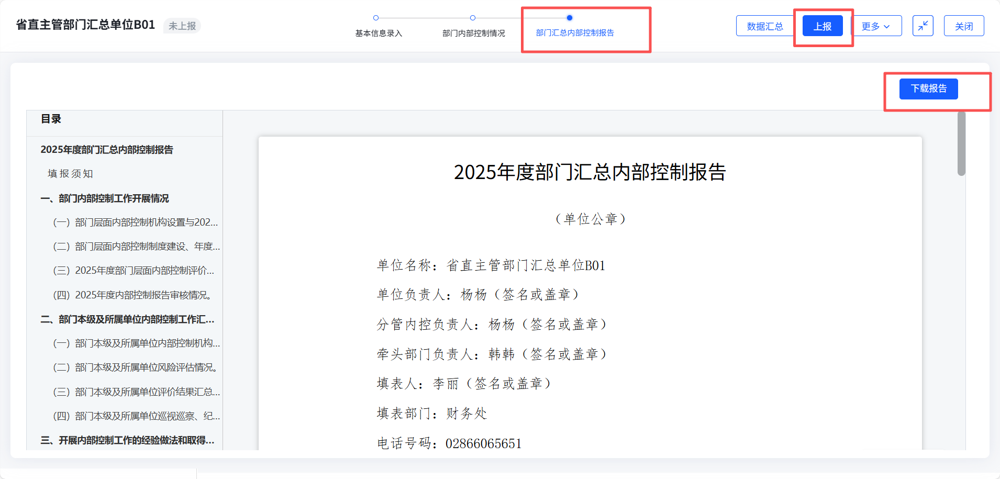 省直主管部门汇总单位B01
未上报
基本信息录入
部门内部控制情况
部门汇总内部控制报告
数据汇总
上报
更多
关闭
下载报告
目录
2025年度部门汇总内部控制报告
填 报 须 知
一、部门内部控制工作开展情况
（一）部门层面内部控制机构设置与202...
（二）部门层面内部控制制度建设、年度...
（三）2025年度部门层面内部控制评价...
（四）2025年度内部控制报告审核情况。
二、部门本级及所属单位内部控制工作汇...
（一）部门本级及所属单位内部控制机构...
（二）部门本级及所属单位风险评估情况。
（三）部门本级及所属单位评价结果汇总...
（四）部门本级及所属单位巡视巡察、纪...
三、开展内部控制工作的经验做法和取得...
2025年度部门汇总内部控制报告
（单位公章）
单位名称：省直主管部门汇总单位B01
单位负责人：杨杨（签名或盖章）
分管内控负责人：杨杨（签名或盖章）
牵头部门负责人：韩韩（签名或盖章）
填表人：李丽（签名或盖章）
填表部门：财务处
电话号码：02866065651